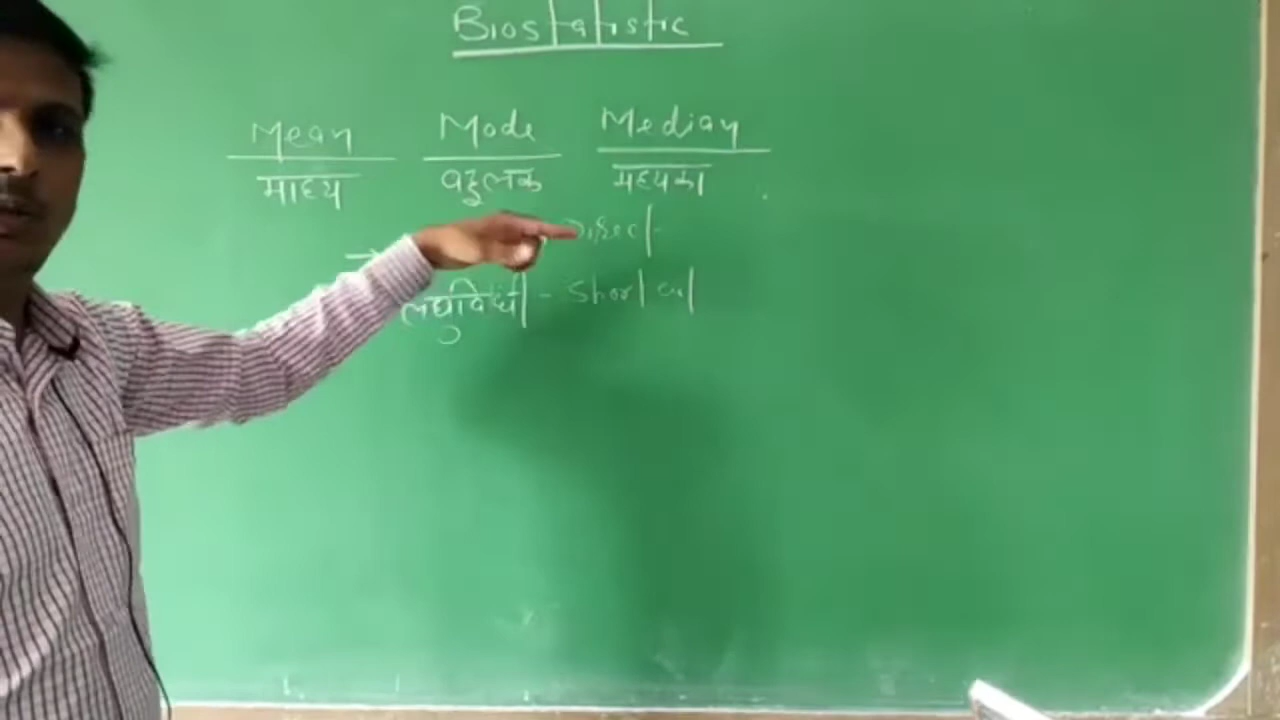 Biostatistic
Mean Mode Median
माध्य बहुलक मध्यका
Direct
लघुविधी - Short cut